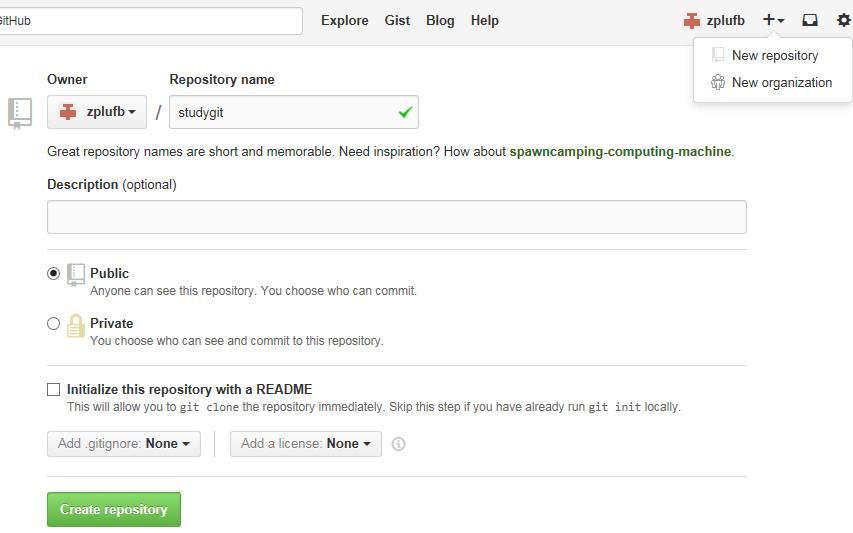 GitHub
Explore Gist Blog Help
zplufb
New repository
New organization
Owner Repository name
zplufb / studygit
Great repository names are short and memorable. Need inspiration? How about spawncamping-computing-machine.
Description (optional)
Public
Anyone can see this repository. You choose who can commit.
Private
You choose who can see and commit to this repository.
Initialize this repository with a README
This will allow you to git clone the repository immediately. Skip this step if you have already run git init locally.
Add .gitignore: None Add a license: None
Create repository